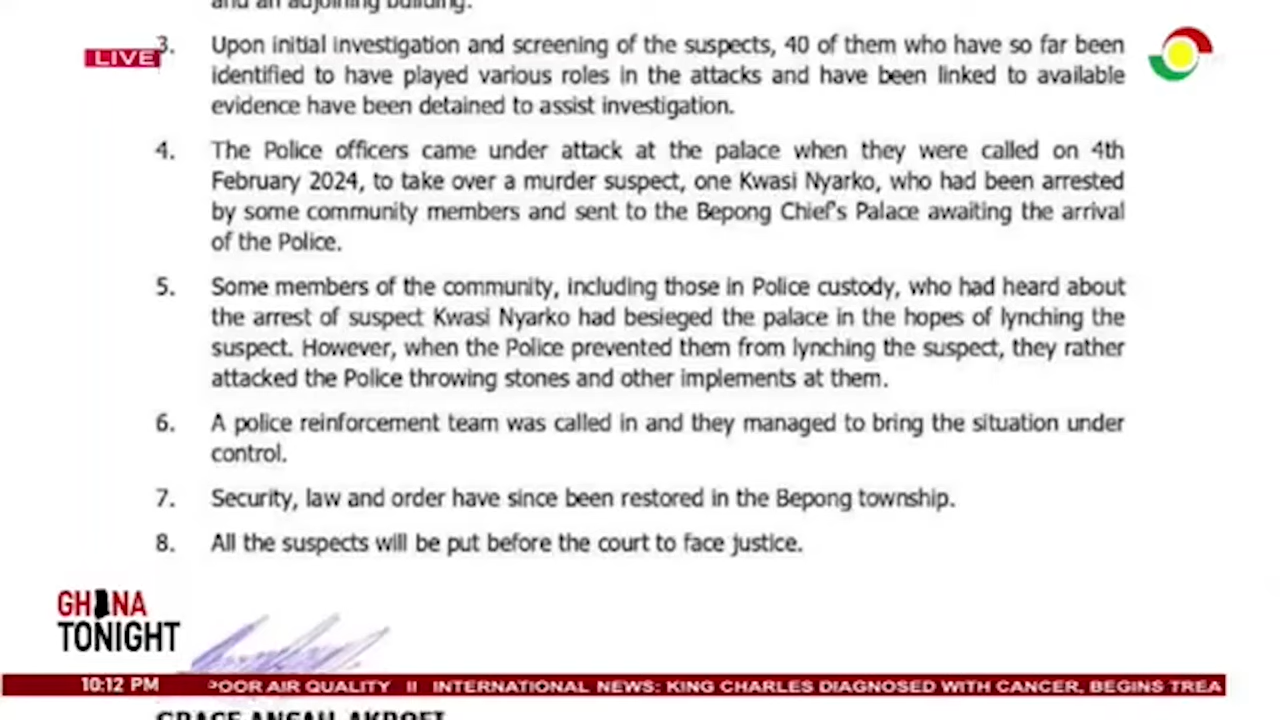 and an adjoining building.
LIVE
3. Upon initial investigation and screening of the suspects, 40 of them who have so far been
identified to have played various roles in the attacks and have been linked to available
evidence have been detained to assist investigation.
4. The Police officers came under attack at the palace when they were called on 4th
February 2024, to take over a murder suspect, one Kwasi Nyarko, who had been arrested
by some community members and sent to the Bepong Chief's Palace awaiting the arrival
of the Police.
5. Some members of the community, including those in Police custody, who had heard about
the arrest of suspect Kwasi Nyarko had besieged the palace in the hopes of lynching the
suspect. However, when the Police prevented them from lynching the suspect, they rather
attacked the Police throwing stones and other implements at them.
6. A police reinforcement team was called in and they managed to bring the situation under
control.
7. Security, law and order have since been restored in the Bepong township.
8. All the suspects will be put before the court to face justice.
GHANA
TONIGHT
10:12 PM POOR AIR QUALITY II INTERNATIONAL NEWS: KING CHARLES DIAGNOSED WITH CANCER, BEGINS TREA
GRACE ANSAH-AKROFI